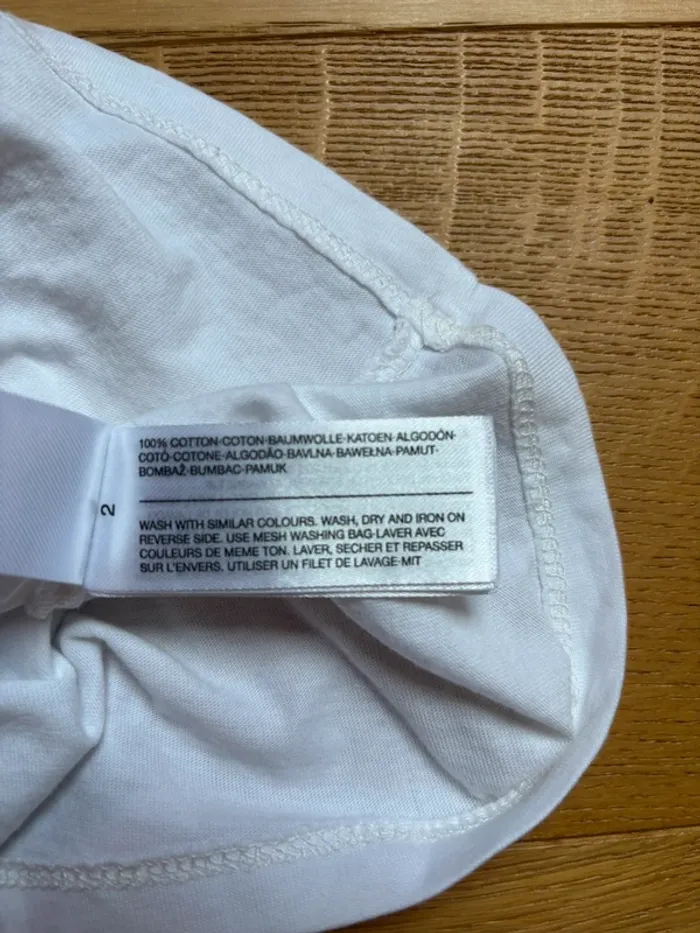 100% COTTON·COTON·BAUMWOLLE·KATOEN·ALGODÓN·
COTÓ·COTONE·ALGODÃO·BAVLNA·BAWEŁNA·PAMUT·
BOMBAŽ·BUMBAC·PAMUK
2
WASH WITH SIMILAR COLOURS. WASH, DRY AND IRON ON
REVERSE SIDE. USE MESH WASHING BAG·LAVER AVEC
COULEURS DE MEME TON. LAVER, SECHER ET REPASSER
SUR L'ENVERS. UTILISER UN FILET DE LAVAGE·MIT